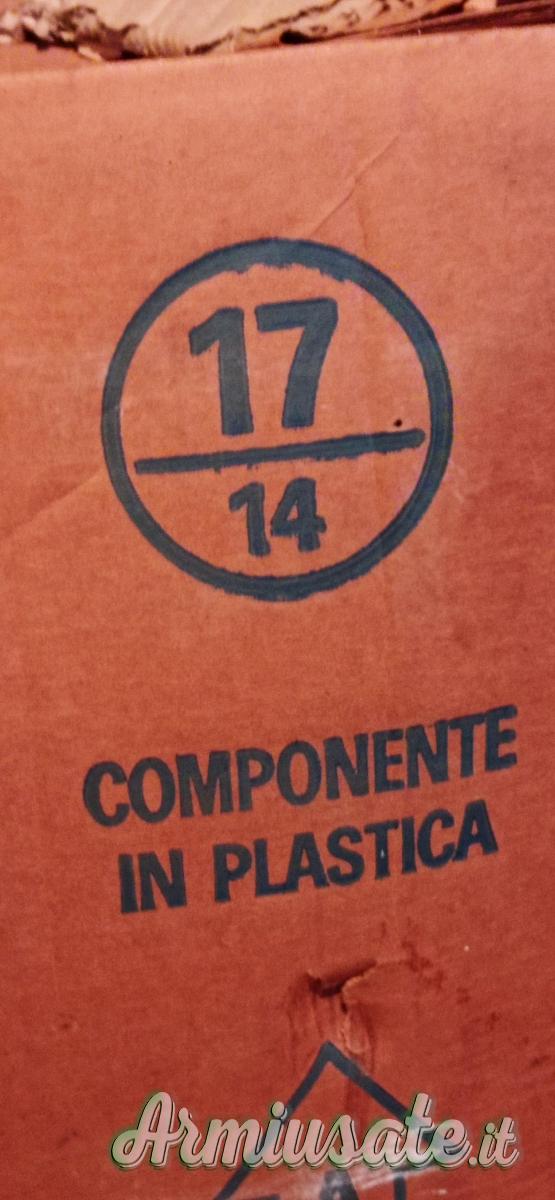 17
14
COMPONENTE
IN PLASTICA
Armiusate.it